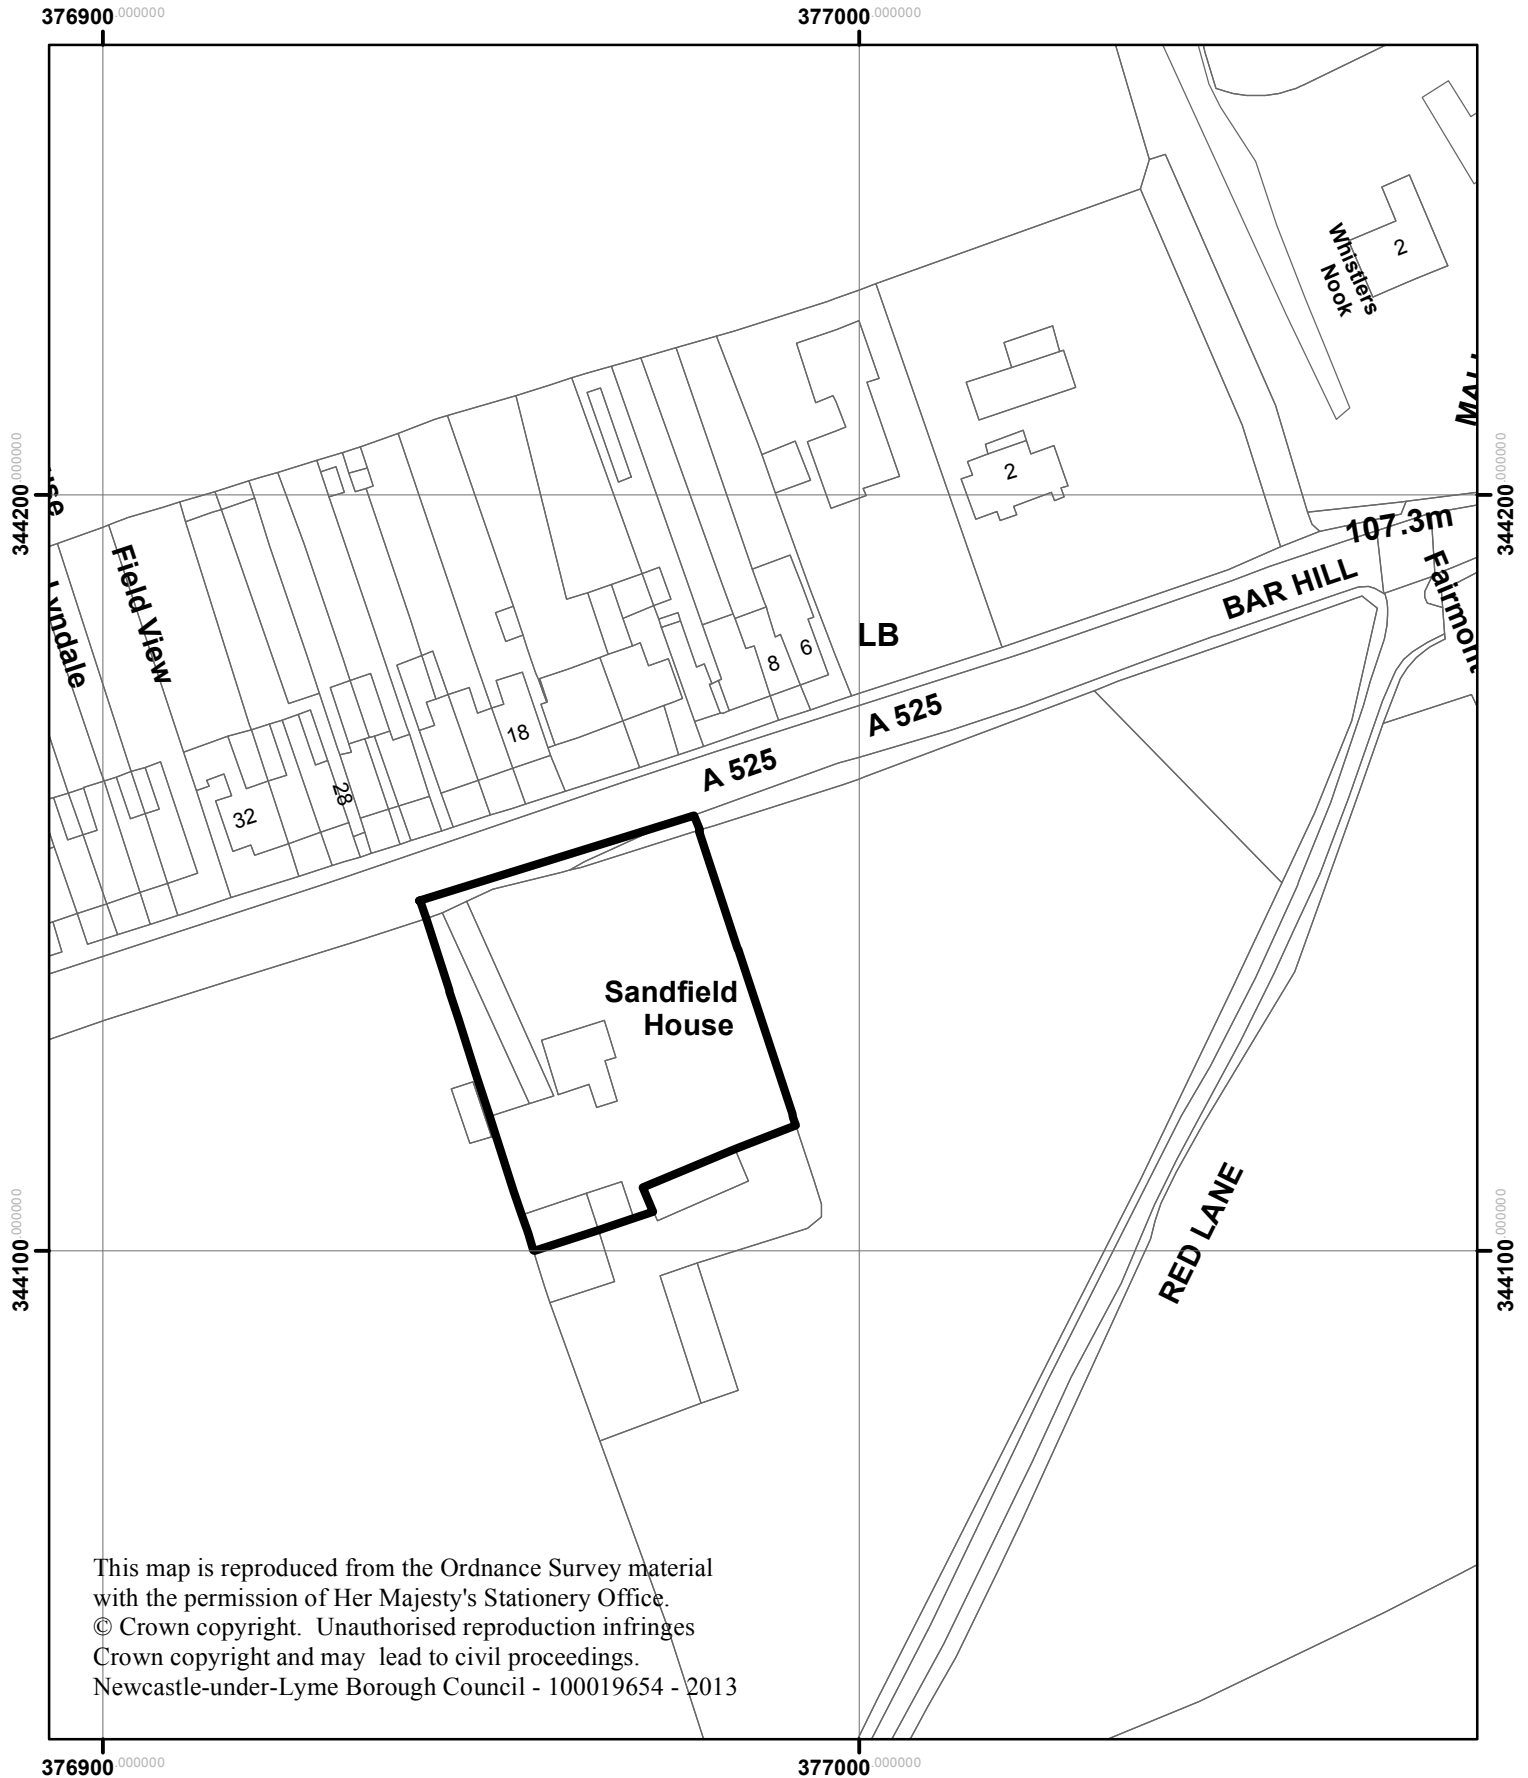 376900.000000
377000.000000
Whistlers
Nook
2
2
344200.000000
344200.000000
107.3m
Field View
BAR HILL
Fairmont
LB
6
8
A 525
18
A 525
28
32
Sandfield
House
RED LANE
344100.000000
344100.000000
This map is reproduced from the Ordnance Survey material
with the permission of Her Majesty's Stationery Office.
© Crown copyright. Unauthorised reproduction infringes
Crown copyright and may lead to civil proceedings.
Newcastle-under-Lyme Borough Council - 100019654 - 2013
376900.000000
377000.000000